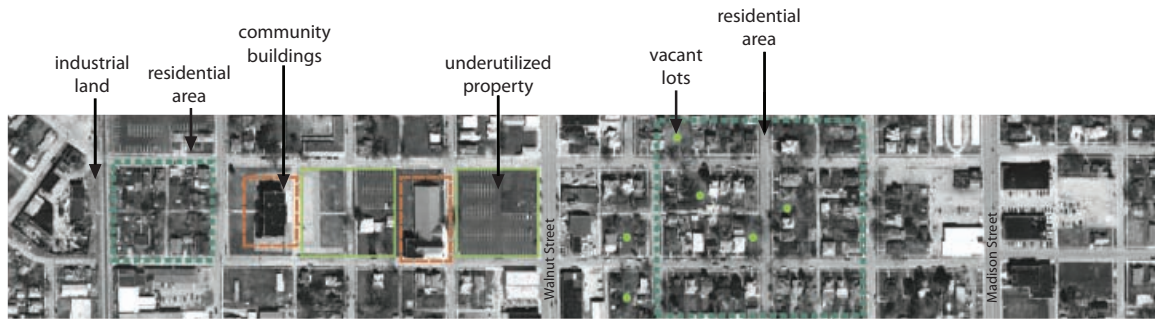 industrial
land
residential
area
community
buildings
underutilized
property
vacant
lots
residential
area
Walnut Street
Madison Street